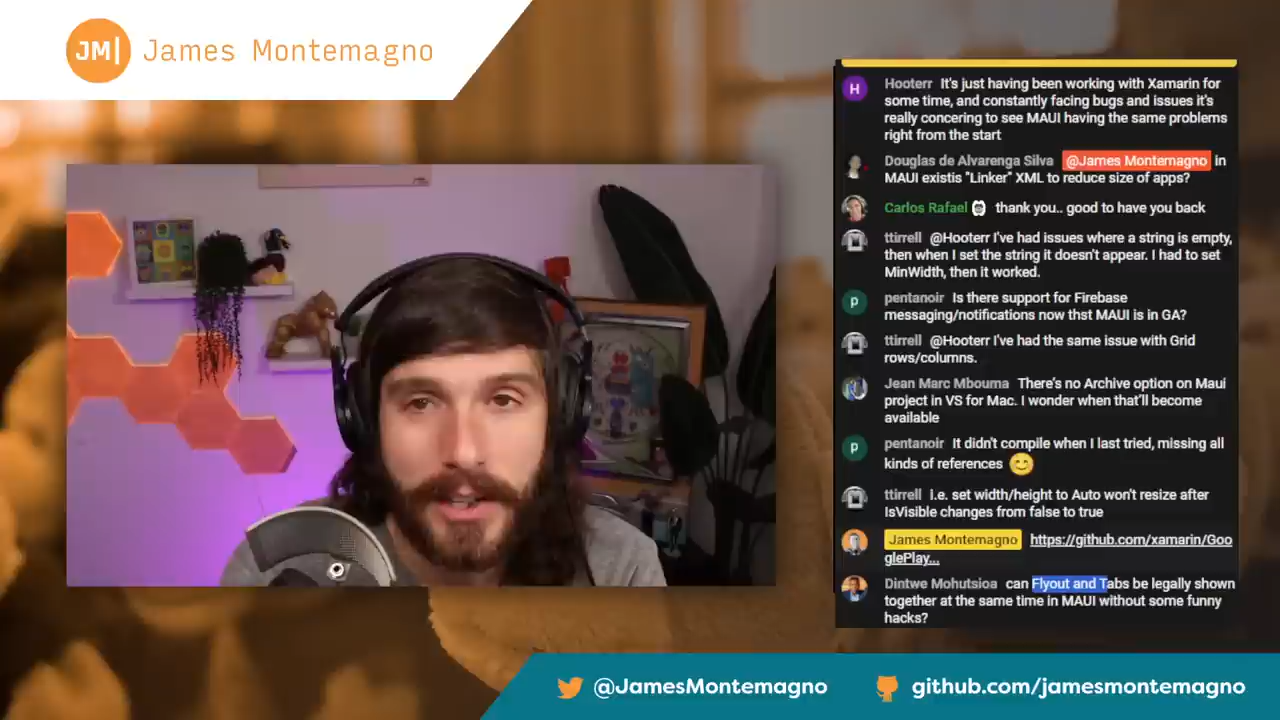 JM|
James Montemagno
H
Hooterr It's just having been working with Xamarin for
some time, and constantly facing bugs and issues it's
really concering to see MAUI having the same problems
right from the start
Douglas de Alvarenga Silva @James Montemagno in
MAUI existis "Linker" XML to reduce size of apps?
Carlos Rafael thank you.. good to have you back
ttirrell @Hooterr I've had issues where a string is empty,
then when I set the string it doesn't appear. I had to set
MinWidth, then it worked.
p
pentanoir Is there support for Firebase
messaging/notifications now thst MAUI is in GA?
ttirrell @Hooterr I've had the same issue with Grid
rows/columns.
Jean Marc Mbouma There's no Archive option on Maui
project in VS for Mac. I wonder when that'll become
available
p
pentanoir It didn't compile when I last tried, missing all
kinds of references 😊
ttirrell i.e. set width/height to Auto won't resize after
IsVisible changes from false to true
James Montemagno https://github.com/xamarin/Goo
glePlay...
Dintwe Mohutsioa can Flyout and Tabs be legally shown
together at the same time in MAUI without some funny
hacks?
@JamesMontemagno
github.com/jamesmontemagno